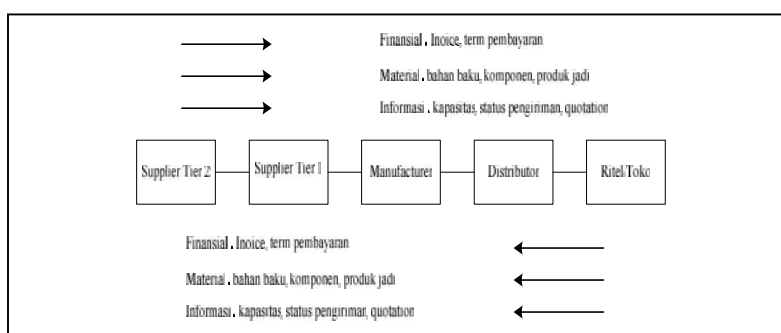 Finansial . Inoice, term pembayaran
Material . bahan baku, komponen, produk jadi
Informasi . kapasitas, status pengiriman, quotation
Supplier Tier 2
Supplier Tier 1
Manufacturer
Distributor
Ritel/Toko
Finansial . Inoice, term pembayaran
Material . bahan baku, komponen, produk jadi
Informasi . kapasitas, status pengiriman, quotation